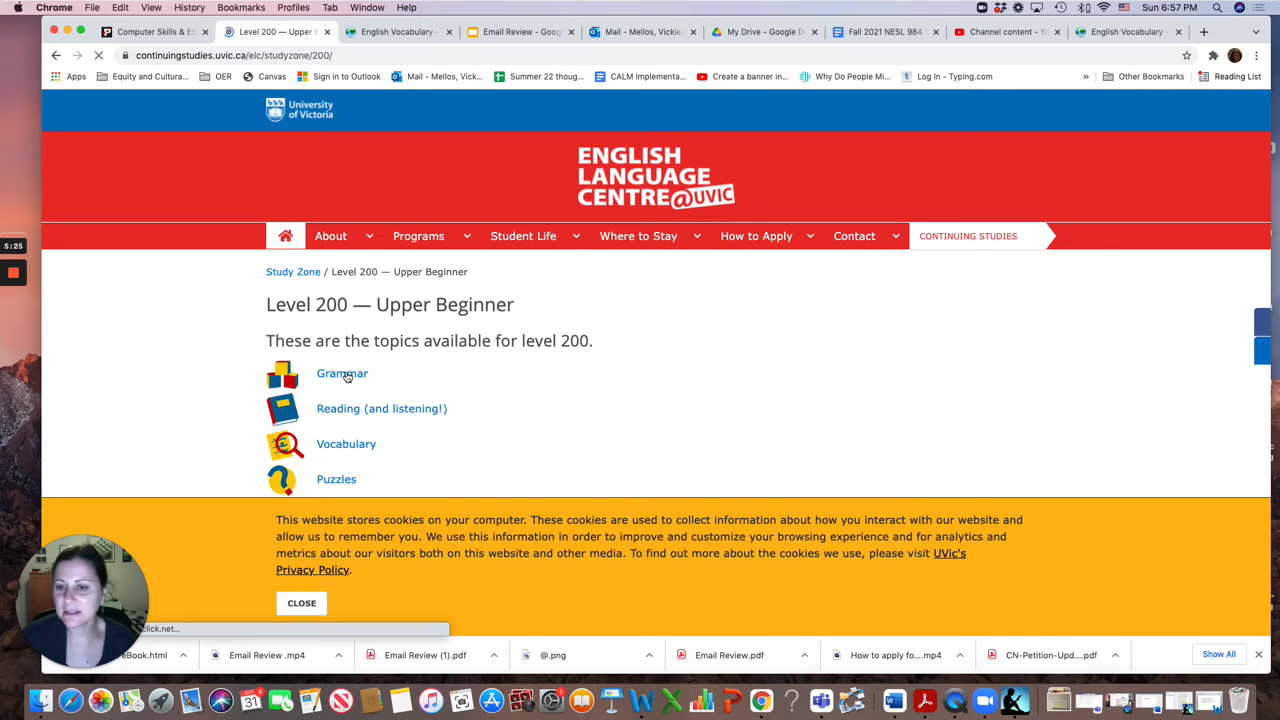 Chrome File Edit View History Bookmarks Profiles Tab Window Help Sun 6:57 PM
Computer Skills & ES Level 200 — Upper B English Vocabulary - Email Review - Goog Mail - Mellos, Vickie My Drive - Google D Fall 2021 NESL 984 Channel content - Y English Vocabulary -
continuingstudies.uvic.ca/elc/studyzone/200/
Apps Equity and Cultura... OER Canvas Sign in to Outlook Mail - Mellos, Vick... Summer 22 thoug... CALM Implementa... Create a banner in... Why Do People Mi... Log In - Typing.com » Other Bookmarks Reading List
University
of Victoria
ENGLISH
LANGUAGE
CENTRE@UVIC
About Programs Student Life Where to Stay How to Apply Contact CONTINUING STUDIES
5:25
Study Zone / Level 200 — Upper Beginner
Level 200 — Upper Beginner
These are the topics available for level 200.
Grammar
Reading (and listening!)
Vocabulary
Puzzles
This website stores cookies on your computer. These cookies are used to collect information about how you interact with our website and
allow us to remember you. We use this information in order to improve and customize your browsing experience and for analytics and
metrics about our visitors both on this website and other media. To find out more about the cookies we use, please visit UVic's
Privacy Policy.
CLOSE
click.net...
eBook.html Email Review .mp4 Email Review (1).pdf @.png Email Review.pdf How to apply fo....mp4 CN-Petition-Upd....pdf Show All